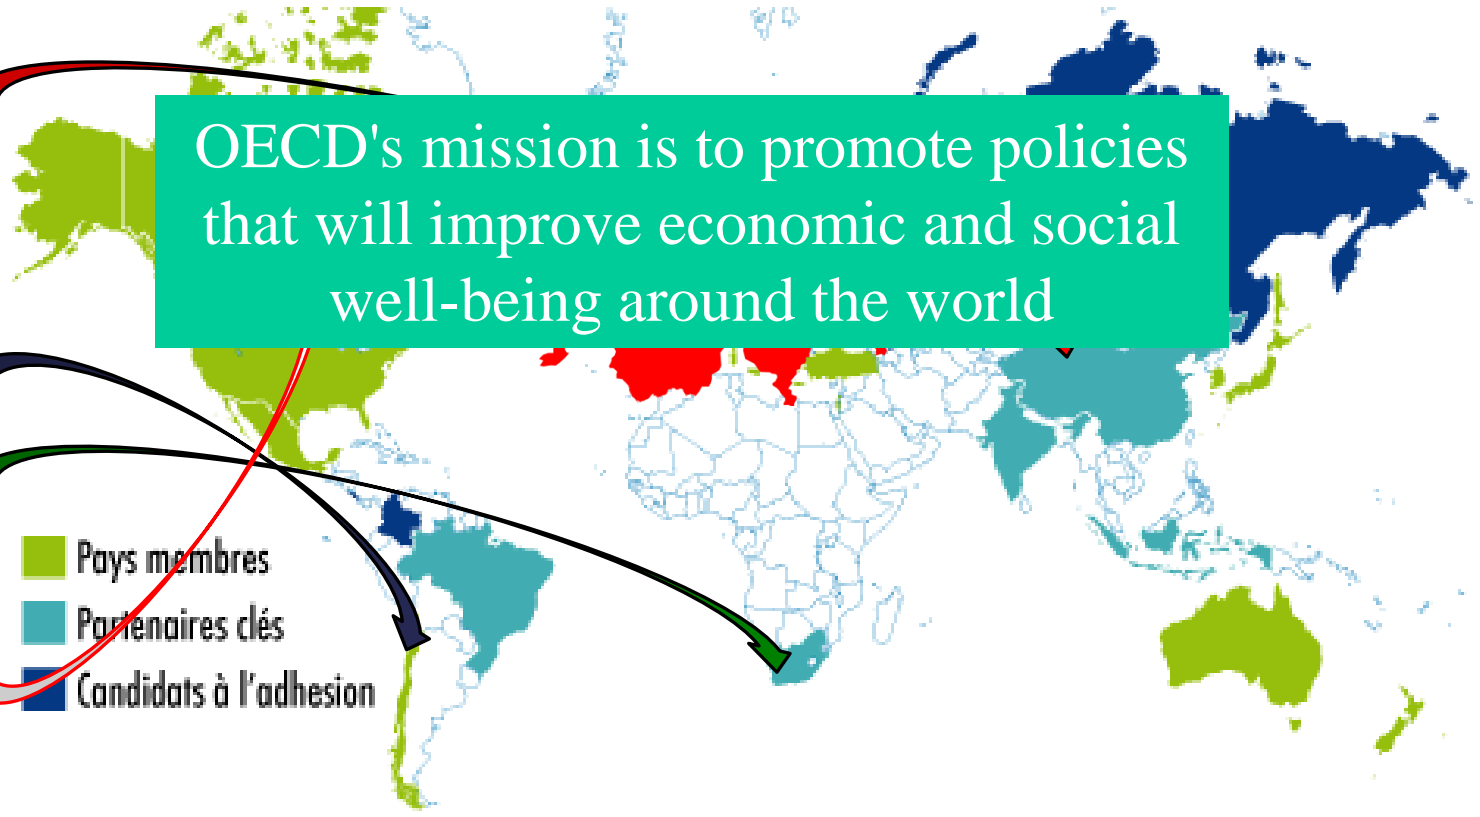 OECD's mission is to promote policies
that will improve economic and social
well-being around the world
Pays membres
Partenaires clés
Candidats à l'adhesion